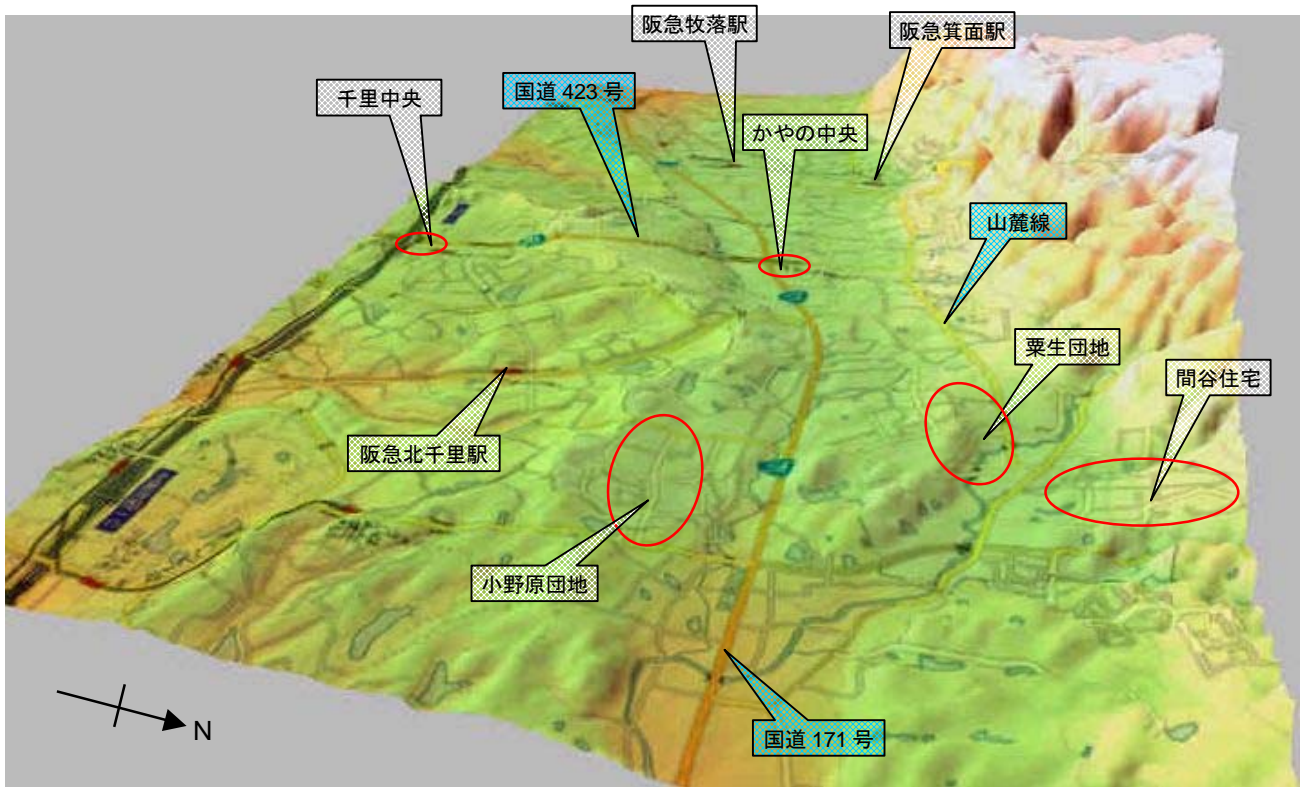 阪急牧落駅
阪急箕面駅
国道 423 号
千里中央
かやの中央
山麓線
粟生団地
間谷住宅
阪急北千里駅
小野原団地
国道 171 号
N